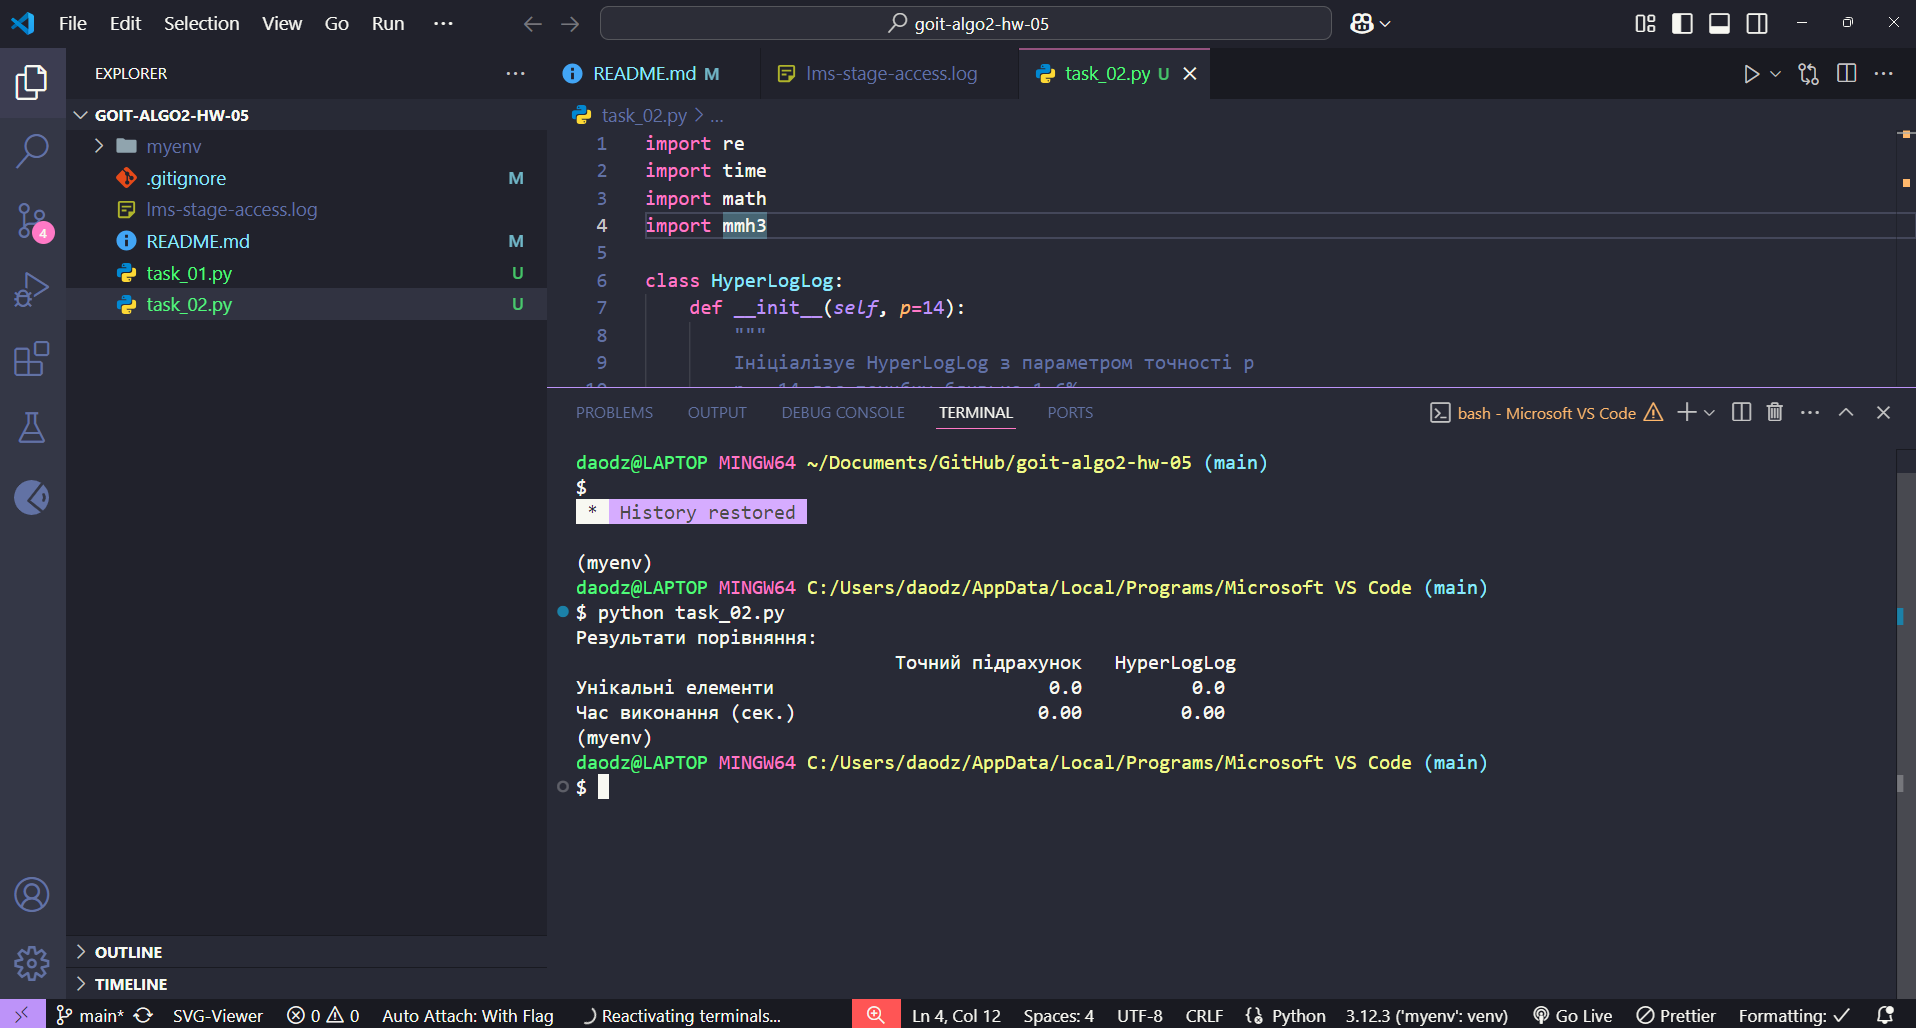 File Edit Selection View Go Run ···
goit-algo2-hw-05
EXPLORER
GOIT-ALGO2-HW-05
myenv
.gitignore M
lms-stage-access.log
README.md M
task_01.py U
task_02.py U
OUTLINE
TIMELINE
4
README.md M
lms-stage-access.log
task_02.py U
task_02.py > ...
1 import re
2 import time
3 import math
4 import mmh3
5
6 class HyperLogLog:
7 def __init__(self, p=14):
8 """
9 Ініціалізує HyperLogLog з параметром точності p
PROBLEMS OUTPUT DEBUG CONSOLE TERMINAL PORTS
bash - Microsoft VS Code
daodz@LAPTOP MINGW64 ~/Documents/GitHub/goit-algo2-hw-05 (main)
$
* History restored
(myenv)
daodz@LAPTOP MINGW64 C:/Users/daodz/AppData/Local/Programs/Microsoft VS Code (main)
$ python task_02.py
Результати порівняння:
Точний підрахунок HyperLogLog
Унікальні елементи 0.0 0.0
Час виконання (сек.) 0.00 0.00
(myenv)
daodz@LAPTOP MINGW64 C:/Users/daodz/AppData/Local/Programs/Microsoft VS Code (main)
$
main* SVG-Viewer 0 0 Auto Attach: With Flag Reactivating terminals... Ln 4, Col 12 Spaces: 4 UTF-8 CRLF Python 3.12.3 ('myenv': venv) Go Live Prettier Formatting: ✓